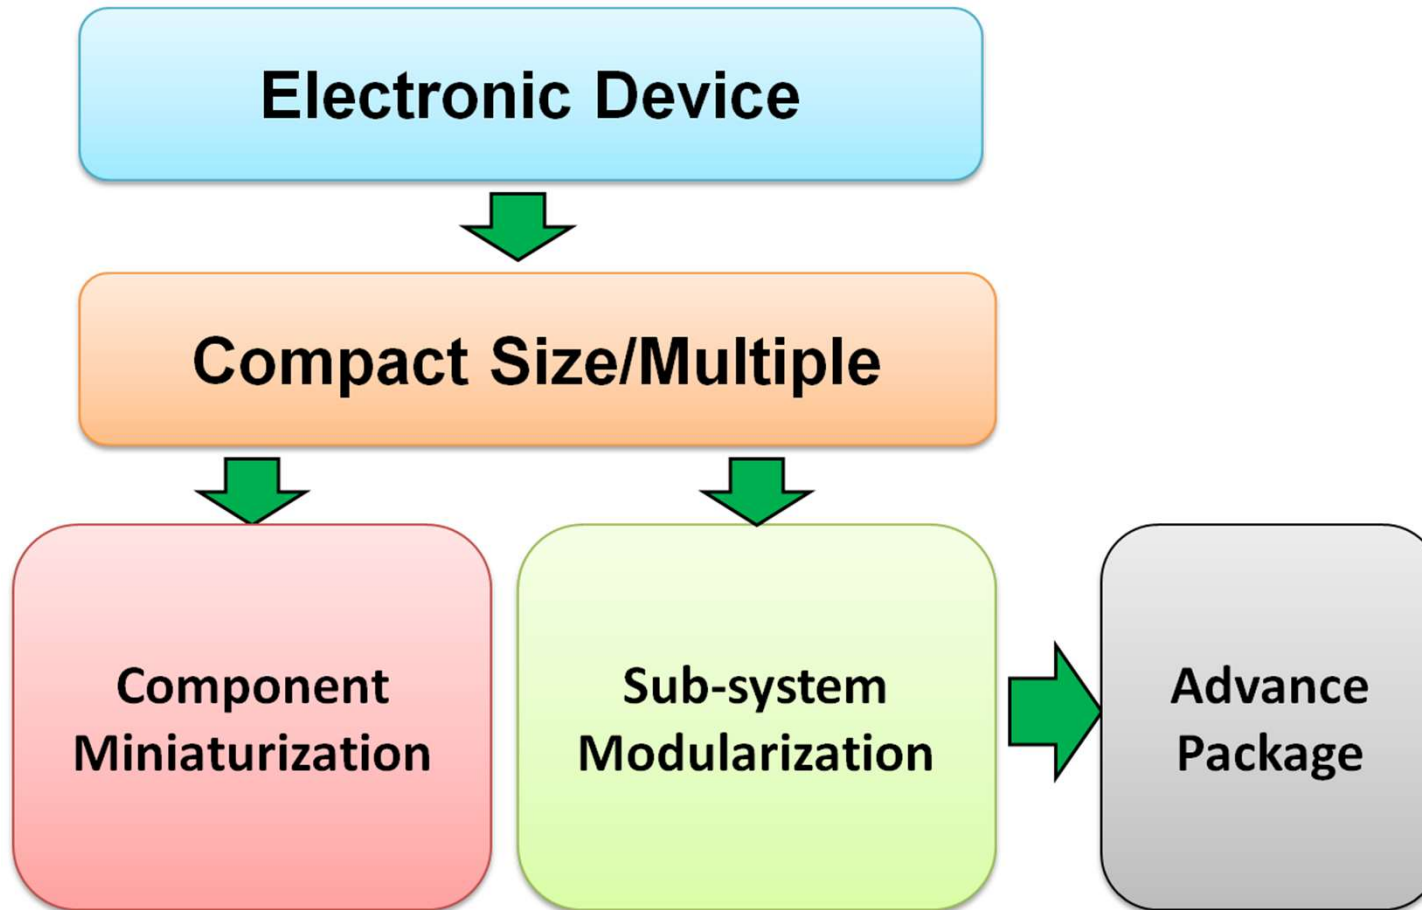 Electronic Device
Compact Size/Multiple
Component
Miniaturization
Sub-system
Modularization
Advance
Package